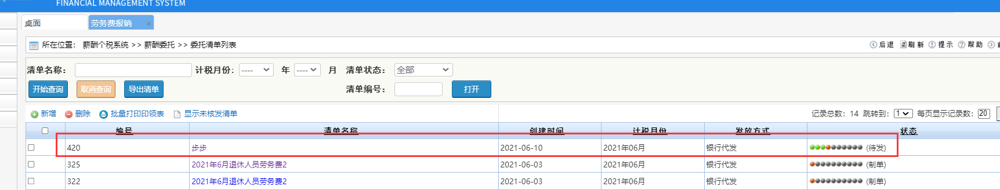 FINANCIAL MANAGEMENT SYSTEM
桌面 劳务费报销 ×
所在位置： 薪酬个税系统 >> 薪酬委托 >> 委托清单列表 后退 刷新 提示 帮助
清单名称： 计税月份： ---- 年 ---- 月 清单状态： 全部
开始查询 取消查询 导出清单 清单编号： 打开
新增 删除 批量打印印领表 显示未核发清单 记录总数：14 跳转到： 1 每页显示记录数： 20
编号 清单名称 创建时间 计税月份 发放方式 状态
420 步步 2021-06-10 2021年06月 银行代发 (待发)
325 2021年6月退休人员劳务费2 2021-06-03 2021年06月 银行代发 (制单)
322 2021年6月退休人员劳务费2 2021-06-03 2021年06月 银行代发 (制单)